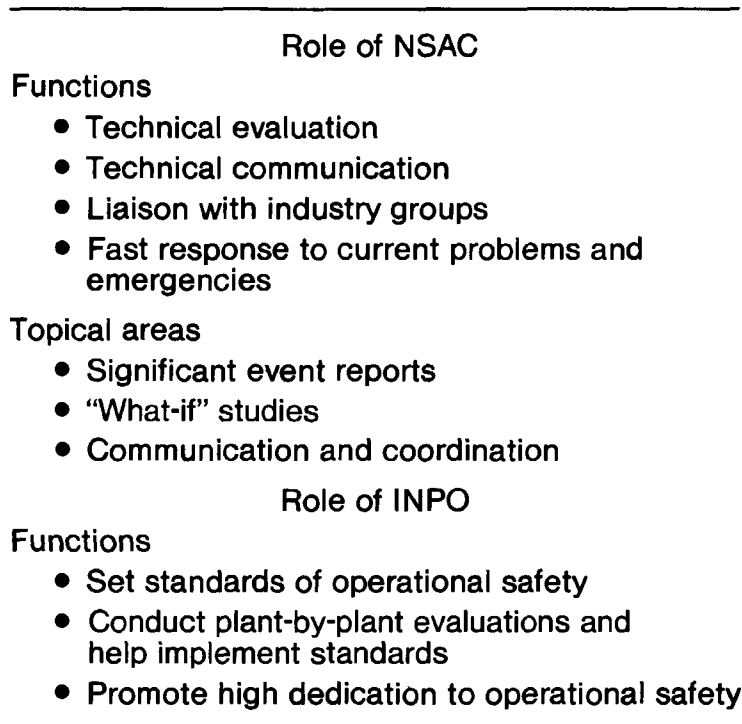 Role of NSAC
Functions
● Technical evaluation
● Technical communication
● Liaison with industry groups
● Fast response to current problems and
emergencies
Topical areas
● Significant event reports
● “What-if” studies
● Communication and coordination
Role of INPO
Functions
● Set standards of operational safety
● Conduct plant-by-plant evaluations and
help implement standards
● Promote high dedication to operational safety